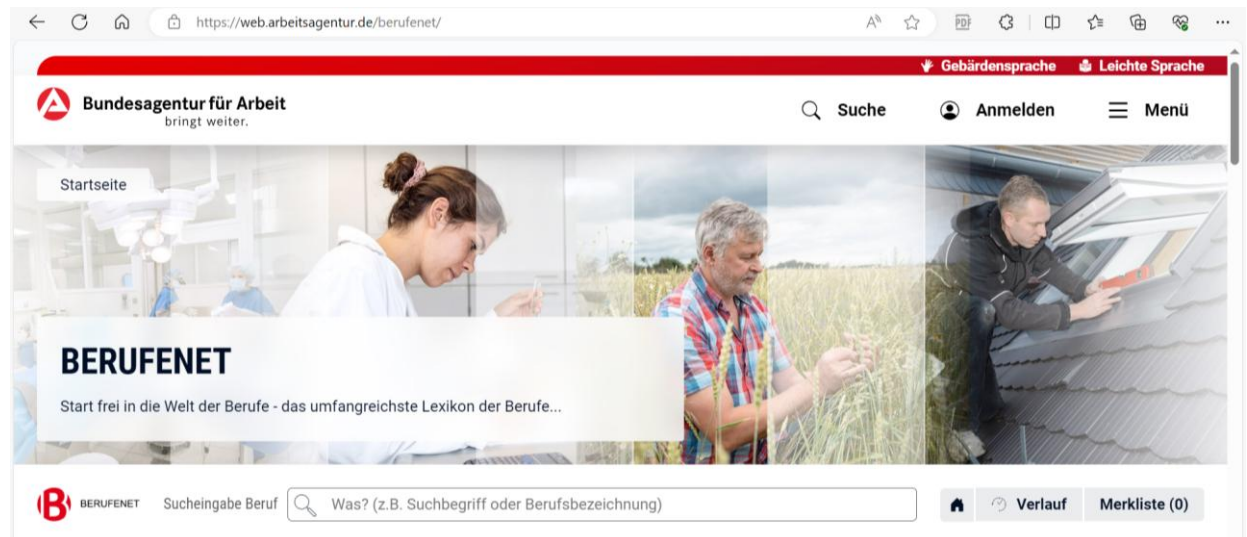 https://web.arbeitsagentur.de/berufenet/
Gebärdensprache Leichte Sprache
Bundesagentur für Arbeit
bringt weiter.
Suche Anmelden Menü
Startseite
BERUFENET
Start frei in die Welt der Berufe - das umfangreichste Lexikon der Berufe...
BERUFENET Sucheingabe Beruf Was? (z.B. Suchbegriff oder Berufsbezeichnung) Verlauf Merkliste (0)